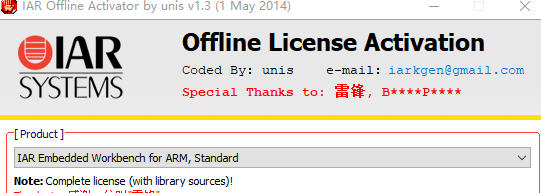 IAR Offline Activator by unis v1.3 (1 May 2014)
IAR
SYSTEMS
Offline License Activation
Coded By: unis e-mail: iarkgen@gmail.com
Special Thanks to: 雷锋, B****P****
[ Product ]
IAR Embedded Workbench for ARM, Standard
Note: Complete license (with library sources)!